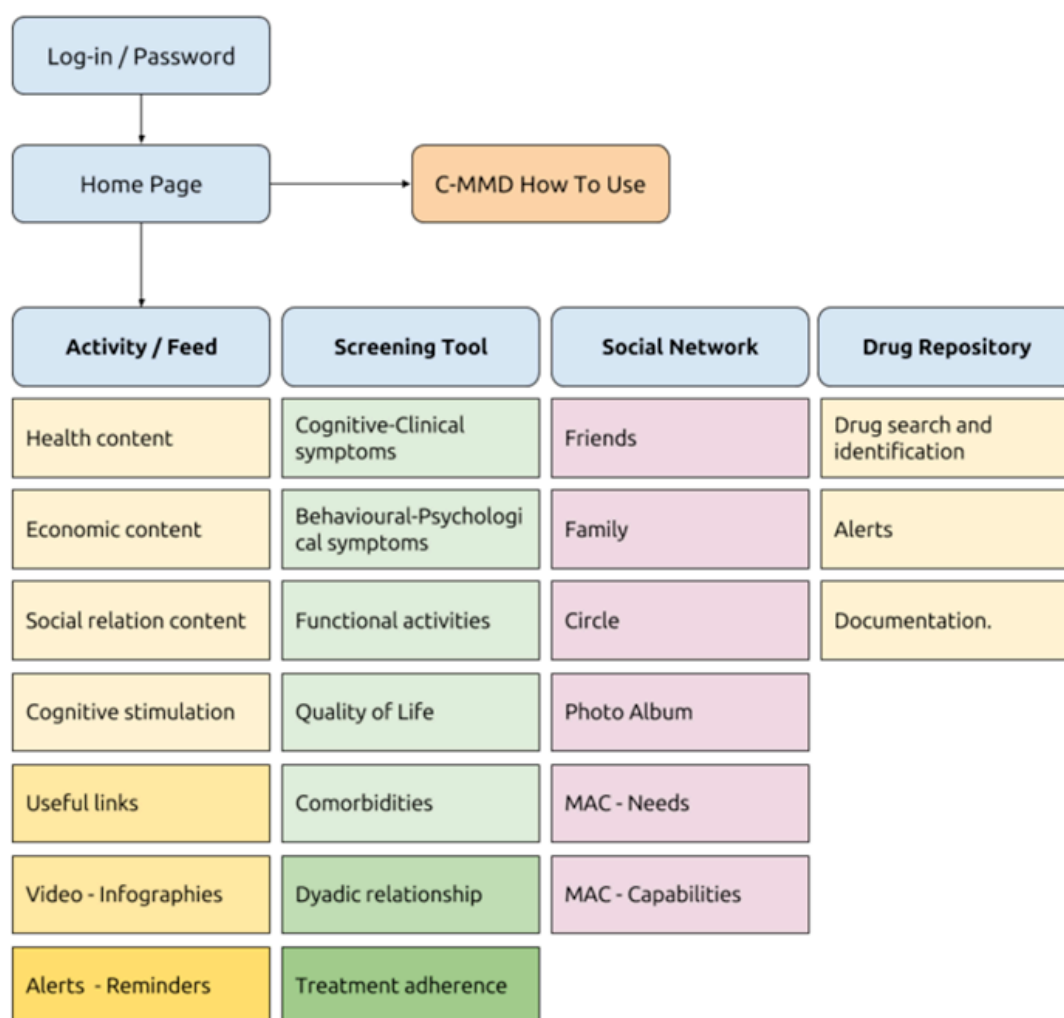 Log-in / Password
Home Page
C-MMD How To Use
Activity / Feed
Screening Tool
Social Network
Drug Repository
Health content
Cognitive-Clinical
symptoms
Friends
Drug search and
identification
Economic content
Behavioural-Psychologi
cal symptoms
Family
Alerts
Social relation content
Functional activities
Circle
Documentation.
Cognitive stimulation
Quality of Life
Photo Album
Useful links
Comorbidities
MAC - Needs
Video - Infographies
Dyadic relationship
MAC - Capabilities
Alerts - Reminders
Treatment adherence